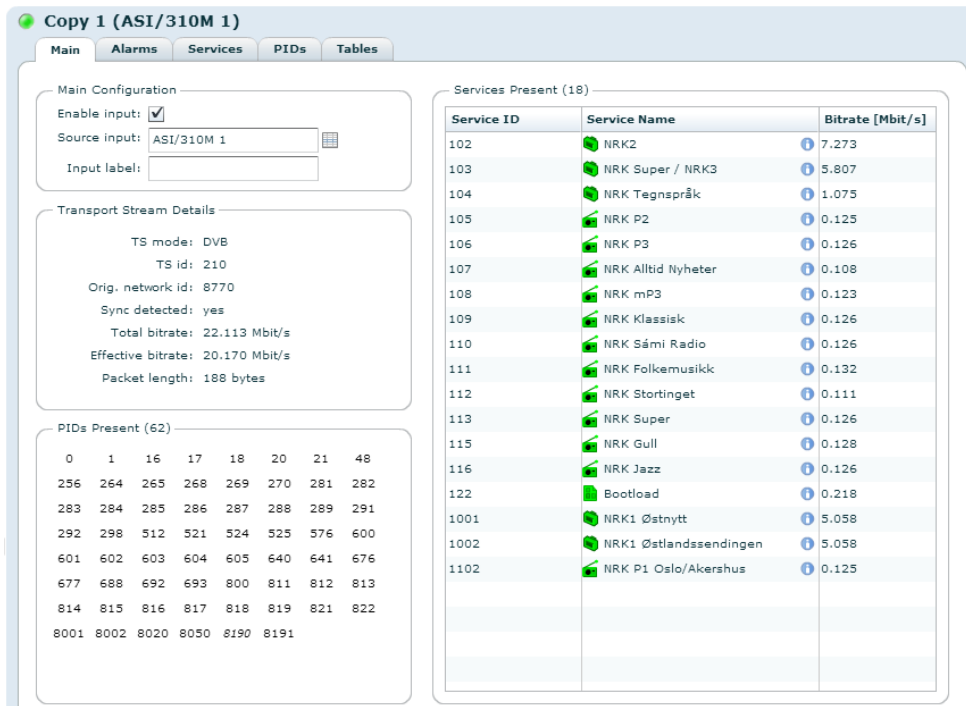 Copy 1 (ASI/310M 1)
Main Alarms Services PIDs Tables
Main Configuration
Enable input:
Source input: ASI/310M 1
Input label:
Transport Stream Details
TS mode: DVB
TS id: 210
Orig. network id: 8770
Sync detected: yes
Total bitrate: 22.113 Mbit/s
Effective bitrate: 20.170 Mbit/s
Packet length: 188 bytes
PIDs Present (62)
0 1 16 17 18 20 21 48
256 264 265 268 269 270 281 282
283 284 285 286 287 288 289 291
292 298 512 521 524 525 576 600
601 602 603 604 605 640 641 676
677 688 692 693 800 811 812 813
814 815 816 817 818 819 821 822
8001 8002 8020 8050 8190 8191
Services Present (18)
Service ID Service Name Bitrate [Mbit/s]
102 NRK2 7.273
103 NRK Super / NRK3 5.807
104 NRK Tegnspråk 1.075
105 NRK P2 0.125
106 NRK P3 0.126
107 NRK Alltid Nyheter 0.108
108 NRK mP3 0.123
109 NRK Klassisk 0.126
110 NRK Sámi Radio 0.126
111 NRK Folkemusikk 0.132
112 NRK Stortinget 0.111
113 NRK Super 0.126
115 NRK Gull 0.128
116 NRK Jazz 0.126
122 Bootload 0.218
1001 NRK1 Østnytt 5.058
1002 NRK1 Østlandssendingen 5.058
1102 NRK P1 Oslo/Akershus 0.125